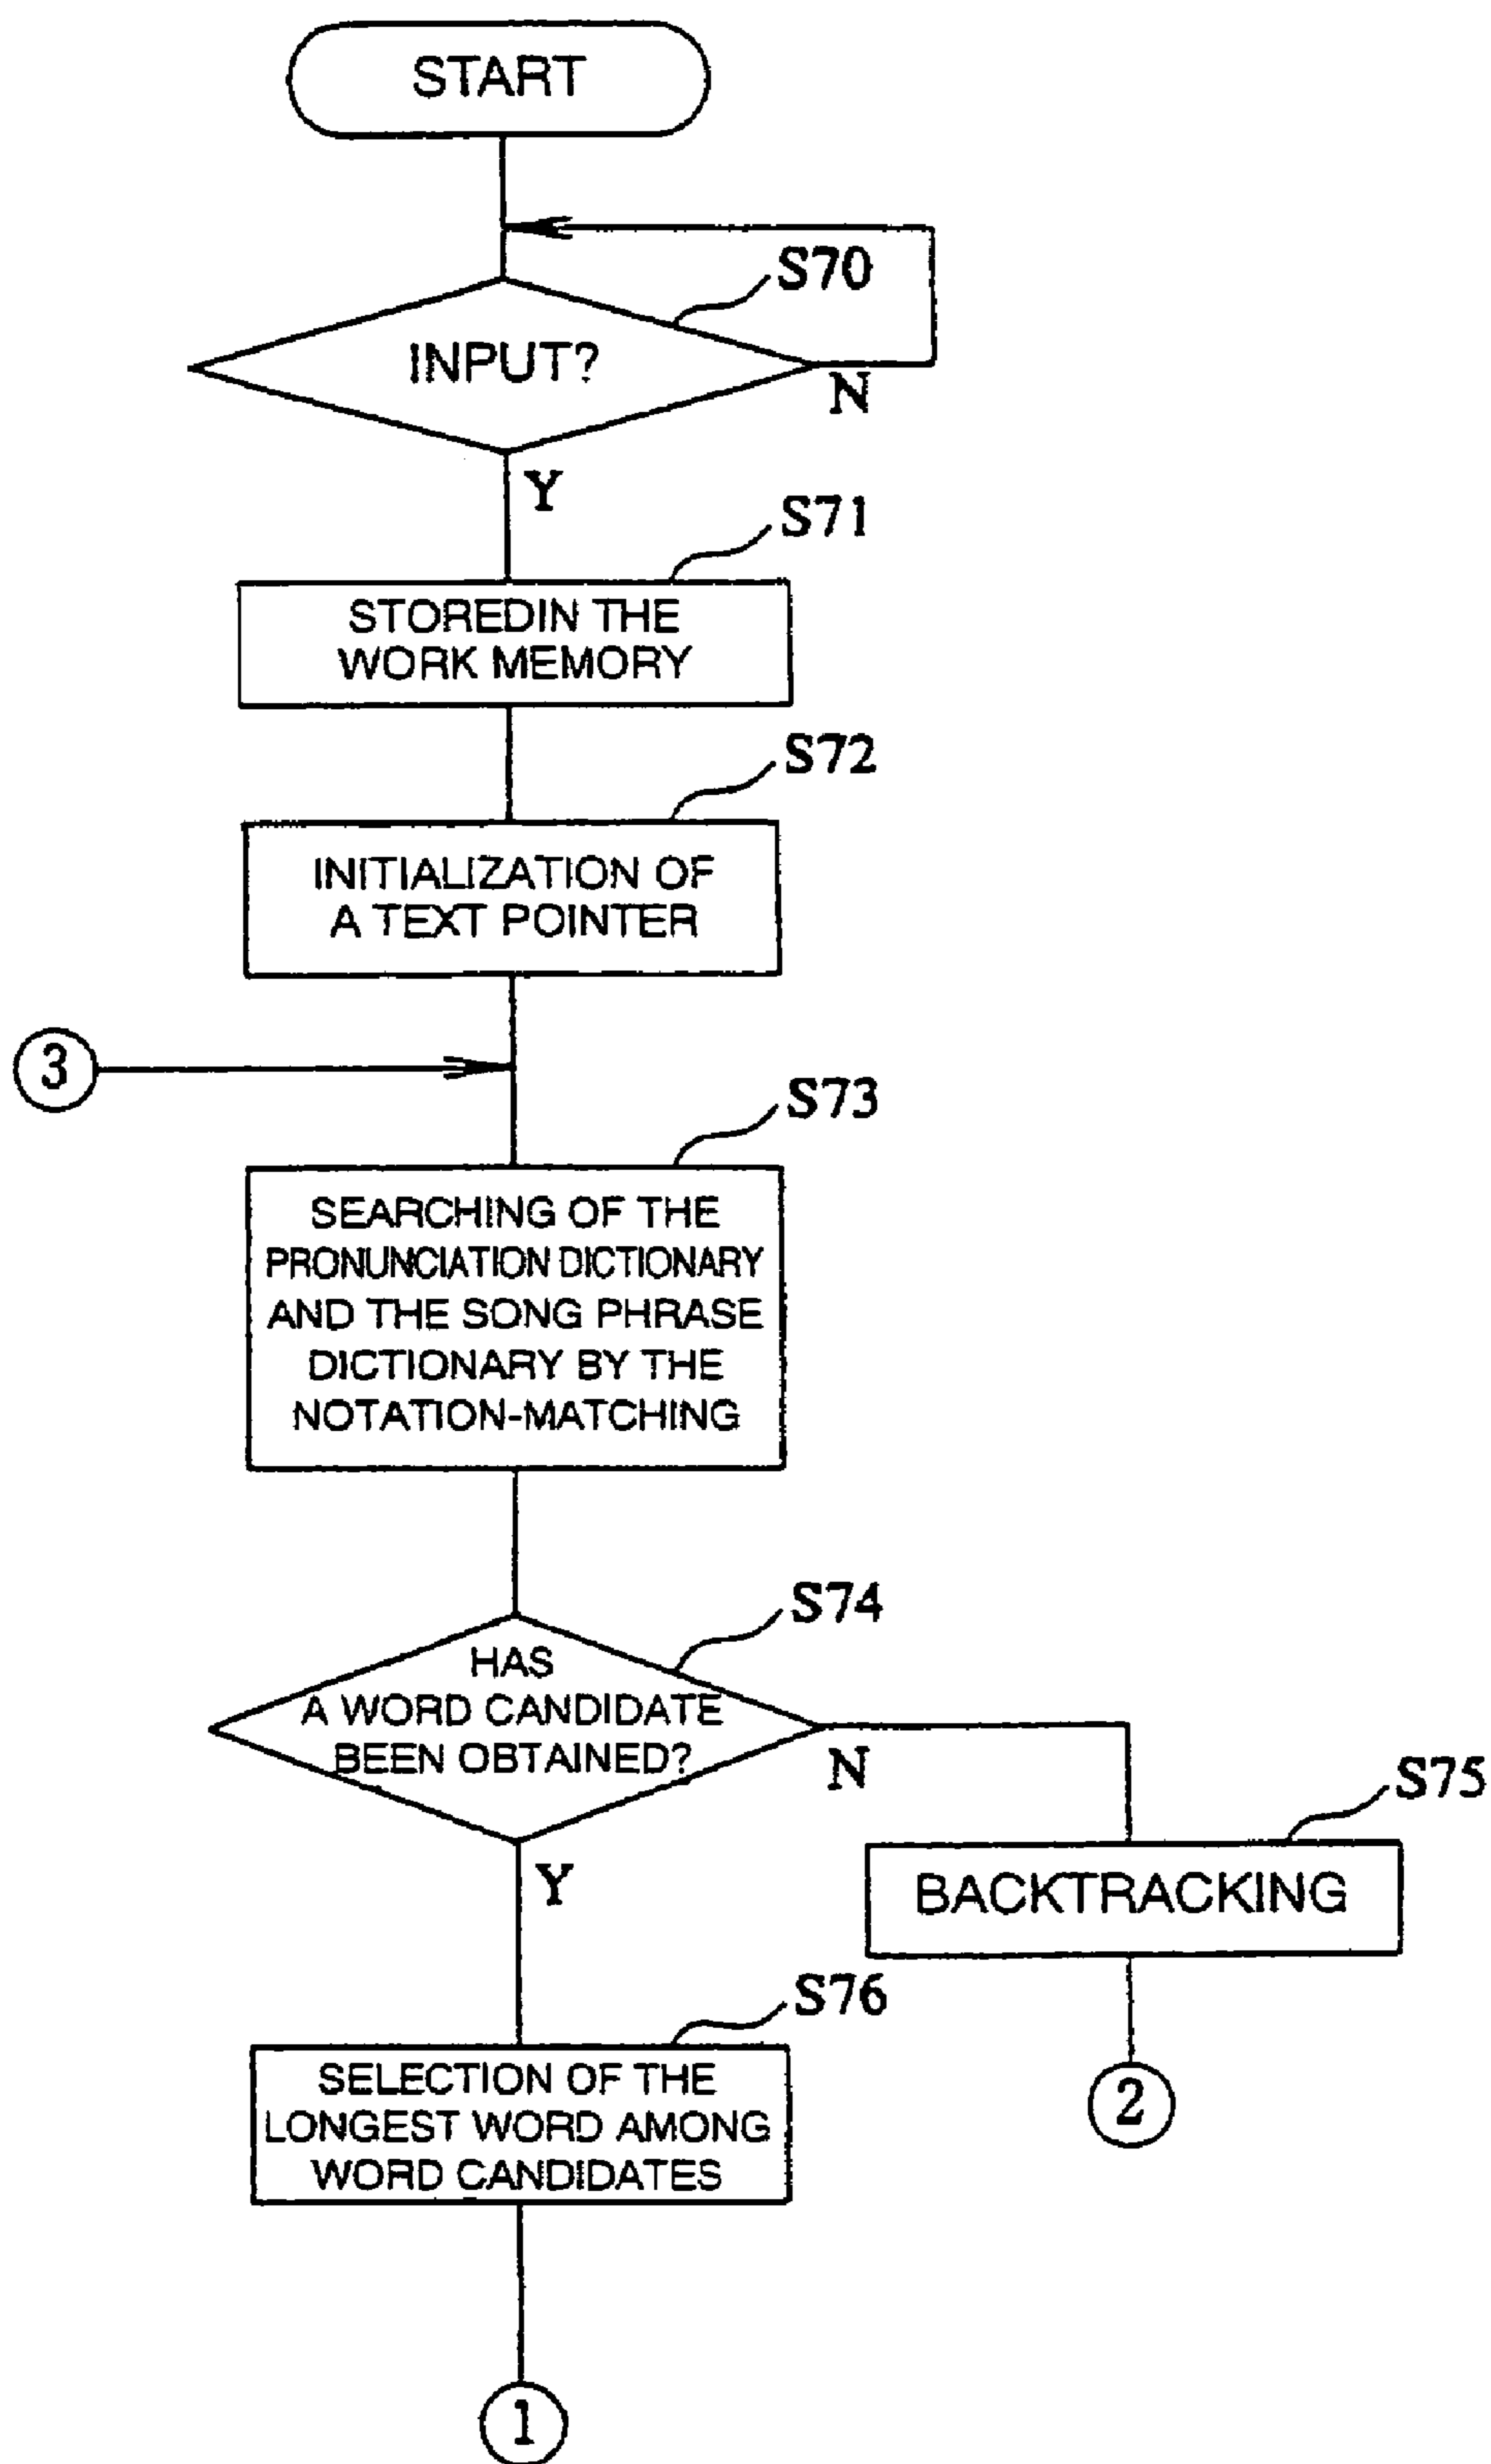 START
S70
INPUT?
N
Y
S71
STOREDIN THE
WORK MEMORY
S72
INITIALIZATION OF
A TEXT POINTER
3
S73
SEARCHING OF THE
PRONUNCIATION DICTIONARY
AND THE SONG PHRASE
DICTIONARY BY THE
NOTATION-MATCHING
S74
HAS
A WORD CANDIDATE
BEEN OBTAINED?
N
S75
Y
BACKTRACKING
S76
SELECTION OF THE
LONGEST WORD AMONG
WORD CANDIDATES
2
1